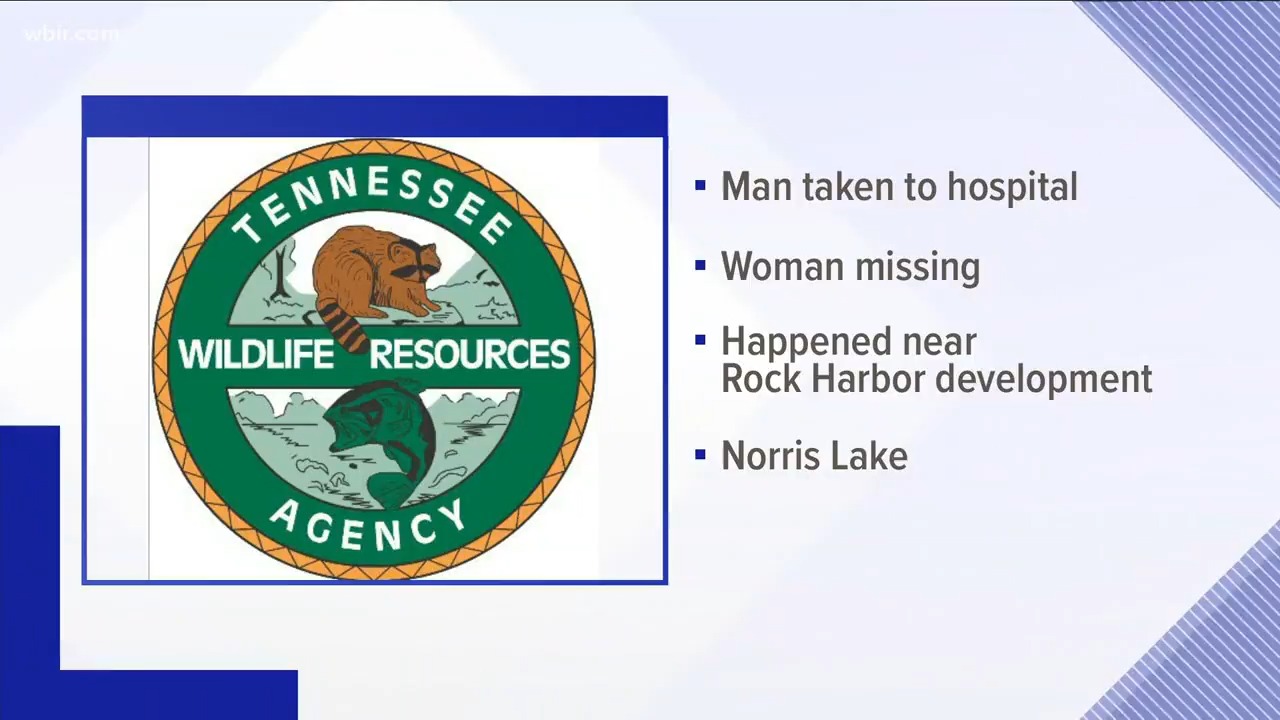 wbir.com
TENNESSEE
WILDLIFE RESOURCES
AGENCY
Man taken to hospital
Woman missing
Happened near
Rock Harbor development
Norris Lake